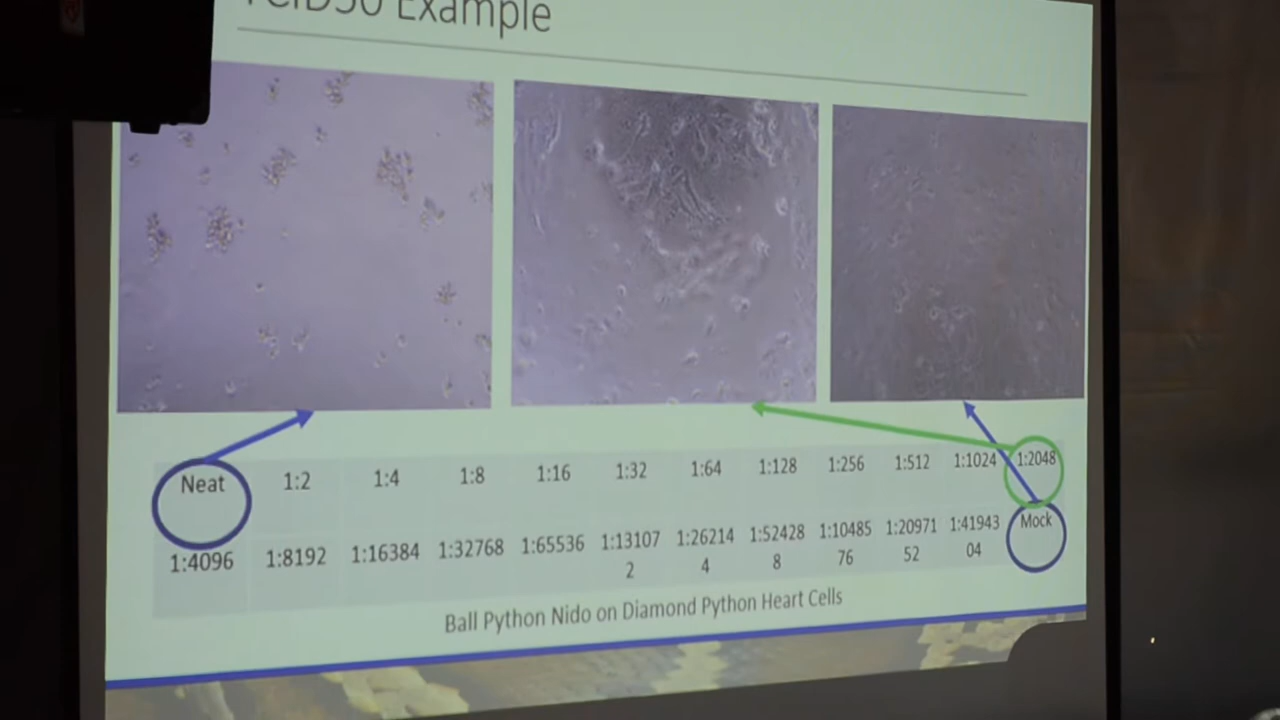 TCID50 Example
Neat 1:2 1:4 1:8 1:16 1:32 1:64 1:128 1:256 1:512 1:1024 1:2048
1:4096 1:8192 1:16384 1:32768 1:65536 1:13107 1:26214 1:52428 1:10485 1:20971 1:41943 Mock
2 4 8 76 52 04
Ball Python Nido on Diamond Python Heart Cells